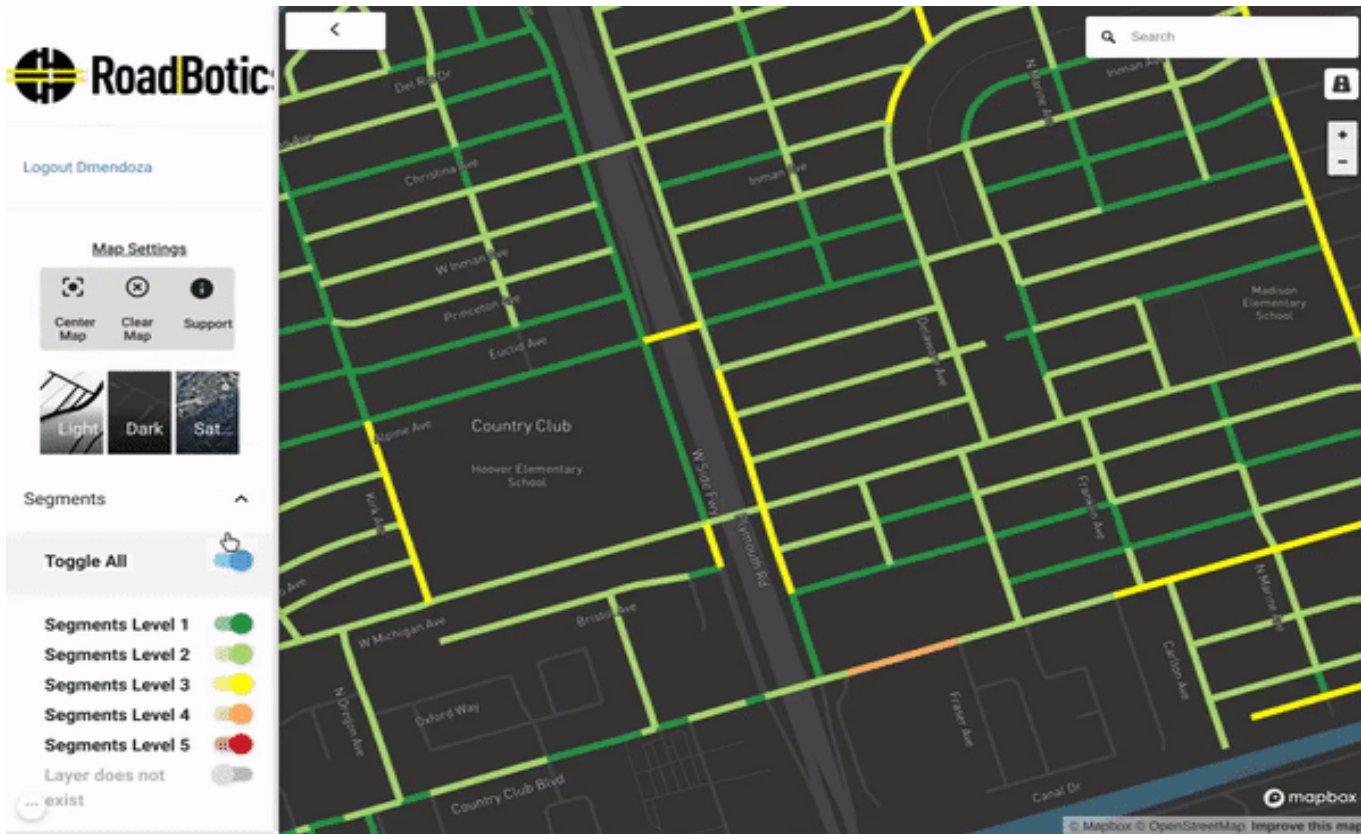 RoadBotic
Logout Dmendoza
Map Settings
Center
Map
Clear
Map
Support
Light
Dark
Sat
Segments
Toggle All
Segments Level 1
Segments Level 2
Segments Level 3
Segments Level 4
Segments Level 5
Layer does not
... exist
Search
Del Rio Dr
Christina Ave
W Inman Ave
Princeton Ave
Euclid Ave
Alpine Ave
Country Club
Hoover Elementary
School
Kirk Ave
W Side Fwy
Plymouth Rd
W Michigan Ave
Bristol Ave
N Oregon Ave
Oxford Way
Country Club Blvd
Inman Ave
Inman Ave
N Marine Ave
Delaware Ave
Madison
Elementary
School
Franklin Ave
N Marine Ave
Carlton Ave
Fraser Ave
Canal Dr
mapbox
© Mapbox © OpenStreetMap Improve this map